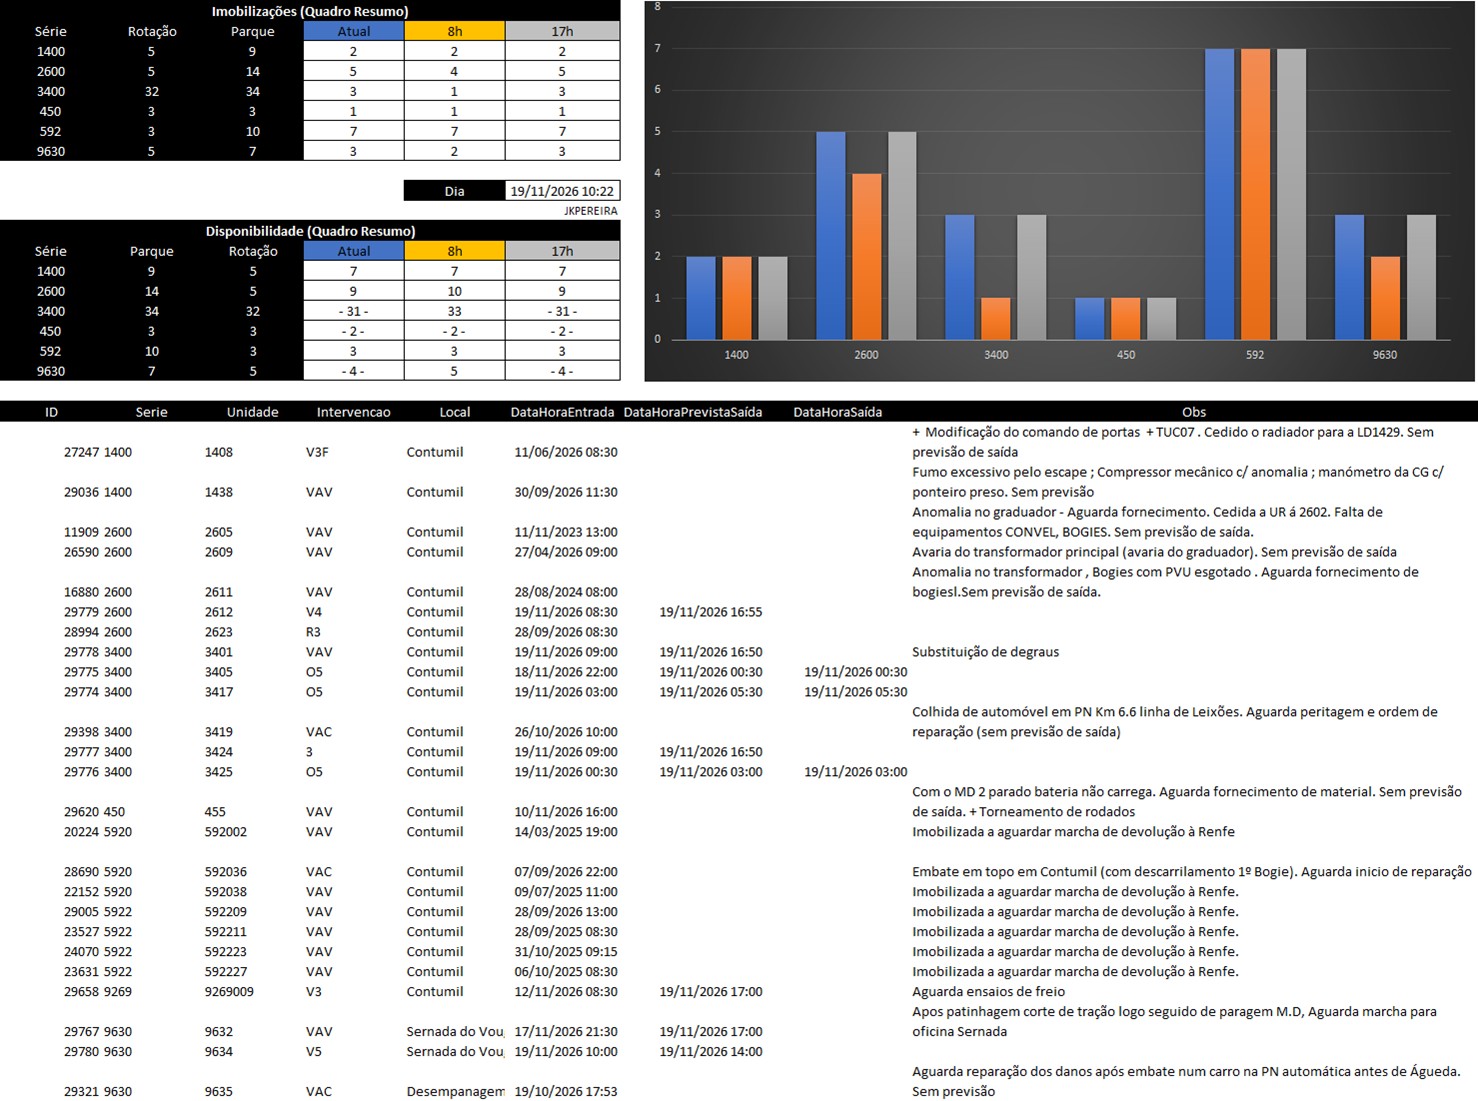 Imobilizações (Quadro Resumo)
Série Rotação Parque Atual 8h 17h
1400 5 9 2 2 2
2600 5 14 5 4 5
3400 32 34 3 1 3
450 3 3 1 1 1
592 3 10 7 7 7
9630 5 7 3 2 3
Dia 19/11/2026 10:22
JKPEREIRA
Disponibilidade (Quadro Resumo)
Série Parque Rotação Atual 8h 17h
1400 9 5 7 7 7
2600 14 5 9 10 9
3400 34 32 - 31 - 33 - 31 -
450 3 3 - 2 - - 2 - - 2 -
592 10 3 3 3 3
9630 7 5 - 4 - 5 - 4 -
8
7
6
5
4
3
2
1
0
1400 2600 3400 450 592 9630
ID Serie Unidade Intervencao Local DataHoraEntrada DataHoraPrevistaSaída DataHoraSaída Obs
+ Modificação do comando de portas + TUC07 . Cedido o radiador para a LD1429. Sem
27247 1400 1408 V3F Contumil 11/06/2026 08:30 previsão de saída
Fumo excessivo pelo escape ; Compressor mecânico c/ anomalia ; manómetro da CG c/
29036 1400 1438 VAV Contumil 30/09/2026 11:30 ponteiro preso. Sem previsão
Anomalia no graduador - Aguarda fornecimento. Cedida a UR á 2602. Falta de
11909 2600 2605 VAV Contumil 11/11/2023 13:00 equipamentos CONVEL, BOGIES. Sem previsão de saída.
26590 2600 2609 VAV Contumil 27/04/2026 09:00 Avaria do transformador principal (avaria do graduador). Sem previsão de saída
Anomalia no transformador , Bogies com PVU esgotado . Aguarda fornecimento de
16880 2600 2611 VAV Contumil 28/08/2024 08:00 bogiesl.Sem previsão de saída.
29779 2600 2612 V4 Contumil 19/11/2026 08:30 19/11/2026 16:55
28994 2600 2623 R3 Contumil 28/09/2026 08:30
29778 3400 3401 VAV Contumil 19/11/2026 09:00 19/11/2026 16:50 Substituição de degraus
29775 3400 3405 O5 Contumil 18/11/2026 22:00 19/11/2026 00:30 19/11/2026 00:30
29774 3400 3417 O5 Contumil 19/11/2026 03:00 19/11/2026 05:30 19/11/2026 05:30
Colhida de automóvel em PN Km 6.6 linha de Leixões. Aguarda peritagem e ordem de
29398 3400 3419 VAC Contumil 26/10/2026 10:00 reparação (sem previsão de saída)
29777 3400 3424 3 Contumil 19/11/2026 09:00 19/11/2026 16:50
29776 3400 3425 O5 Contumil 19/11/2026 00:30 19/11/2026 03:00 19/11/2026 03:00
Com o MD 2 parado bateria não carrega. Aguarda fornecimento de material. Sem previsão
29620 450 455 VAV Contumil 10/11/2026 16:00 de saída. + Torneamento de rodados
20224 5920 592002 VAV Contumil 14/03/2025 19:00 Imobilizada a aguardar marcha de devolução à Renfe
28690 5920 592036 VAC Contumil 07/09/2026 22:00 Embate em topo em Contumil (com descarrilamento 1º Bogie). Aguarda inicio de reparação
22152 5920 592038 VAV Contumil 09/07/2025 11:00 Imobilizada a aguardar marcha de devolução à Renfe.
29005 5922 592209 VAV Contumil 28/09/2026 13:00 Imobilizada a aguardar marcha de devolução à Renfe.
23527 5922 592211 VAV Contumil 28/09/2025 08:30 Imobilizada a aguardar marcha de devolução à Renfe.
24070 5922 592223 VAV Contumil 31/10/2025 09:15 Imobilizada a aguardar marcha de devolução à Renfe.
23631 5922 592227 VAV Contumil 06/10/2025 08:30 Imobilizada a aguardar marcha de devolução à Renfe.
29658 9269 9269009 V3 Contumil 12/11/2026 08:30 19/11/2026 17:00 Aguarda ensaios de freio
Apos patinhagem corte de tração logo seguido de paragem M.D, Aguarda marcha para
29767 9630 9632 VAV Sernada do Vou 17/11/2026 21:30 19/11/2026 17:00 oficina Sernada
29780 9630 9634 V5 Sernada do Vou 19/11/2026 10:00 19/11/2026 14:00
Aguarda reparação dos danos após embate num carro na PN automática antes de Águeda.
29321 9630 9635 VAC Desempanagem 19/10/2026 17:53 Sem previsão